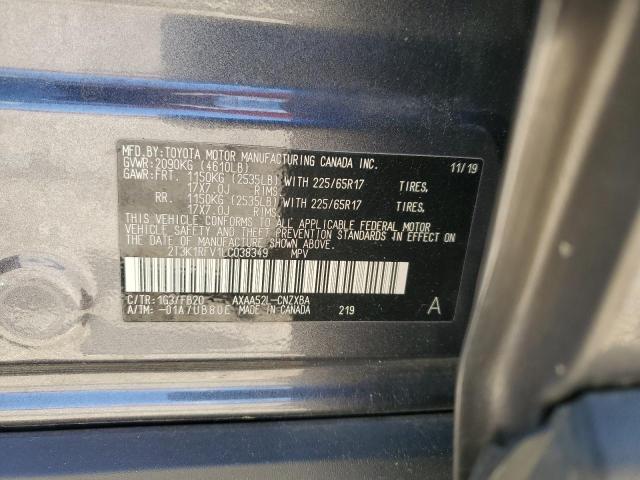 MFD.BY:TOYOTA MOTOR MANUFACTURING CANADA INC. 11/19
GVWR:2090KG (4610LB)
GAWR:FRT. 1150KG (2535LB) WITH 225/65R17 TIRES,
17X7.0J RIMS,
RR. 1150KG (2535LB) WITH 225/65R17 TIRES,
17X7.0J RIMS,
THIS VEHICLE CONFORMS TO ALL APPLICABLE FEDERAL MOTOR
VEHICLE SAFETY AND THEFT PREVENTION STANDARDS IN EFFECT ON
THE DATE OF MANUFACTURE SHOWN ABOVE.
2T3K1RFV1LC038349 MPV
C/TR:1G3/FB20 AXAA52L-CNZXBA A
A/TM:-01A/UB80E MADE IN CANADA 219